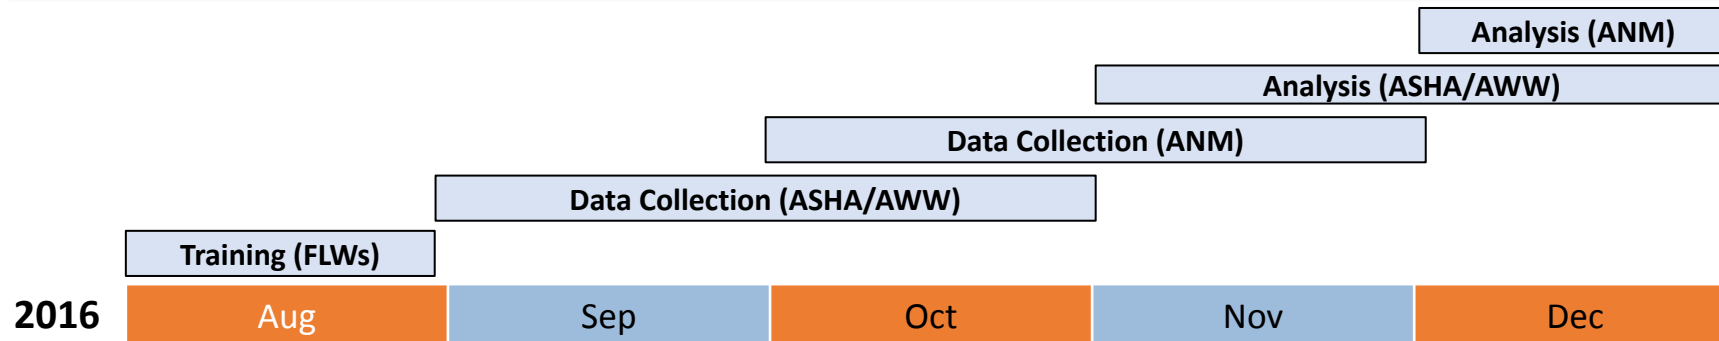 Analysis (ANM)
Analysis (ASHA/AWW)
Data Collection (ANM)
Data Collection (ASHA/AWW)
Training (FLWs)
2016 Aug Sep Oct Nov Dec